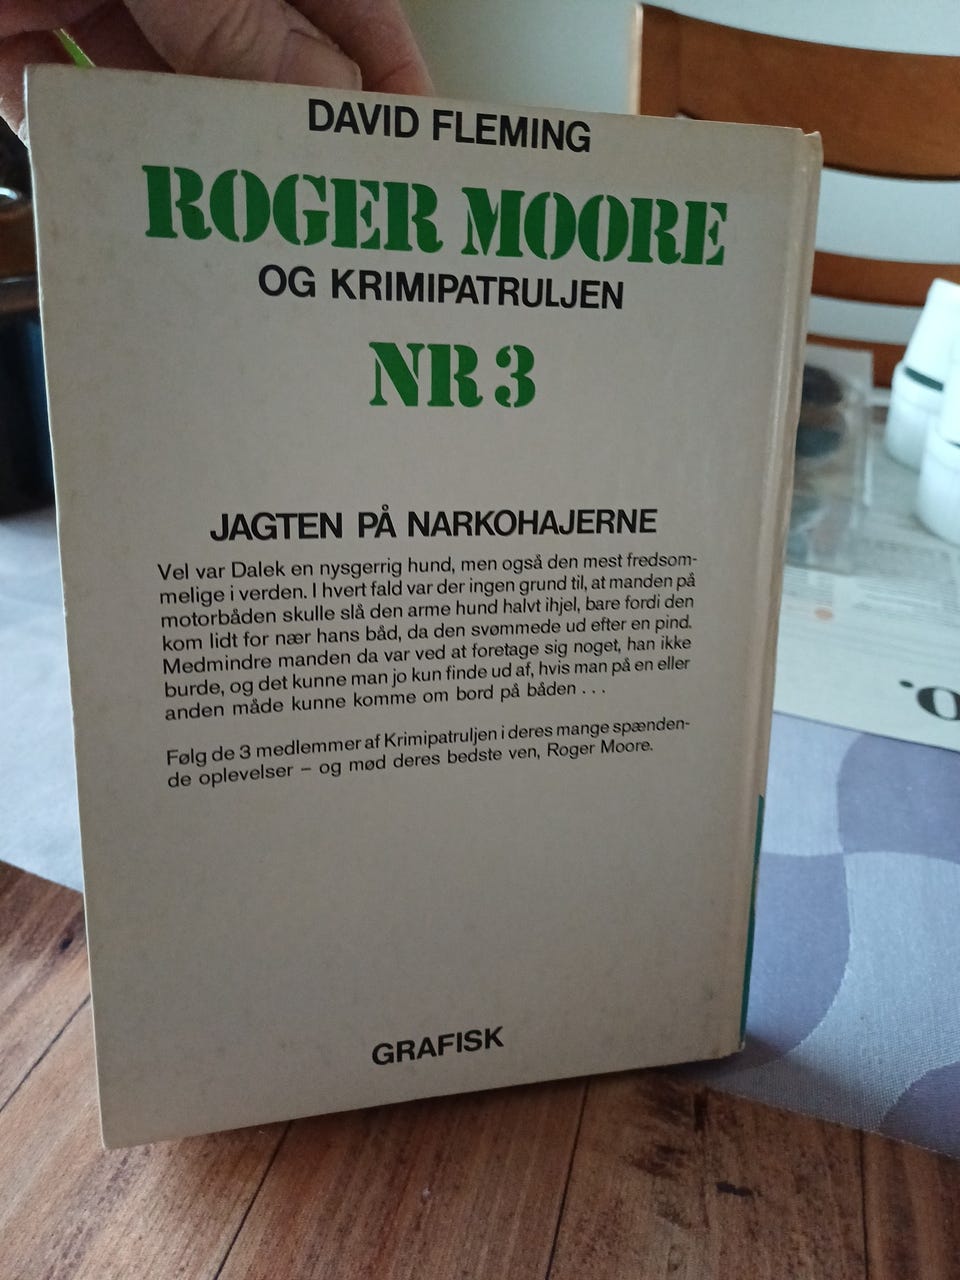 DAVID FLEMING
ROGER MOORE
OG KRIMIPATRULJEN
NR 3
JAGTEN PÅ NARKOHAJERNE
Vel var Dalek en nysgerrig hund, men også den mest fredsom-
melige i verden. I hvert fald var der ingen grund til, at manden på
motorbåden skulle slå den arme hund halvt ihjel, bare fordi den
kom lidt for nær hans båd, da den svømmede ud efter en pind.
Medmindre manden da var ved at foretage sig noget, han ikke
burde, og det kunne man jo kun finde ud af, hvis man på en eller
anden måde kunne komme om bord på båden . . .
Følg de 3 medlemmer af Krimipatruljen i deres mange spænden-
de oplevelser – og mød deres bedste ven, Roger Moore.
GRAFISK